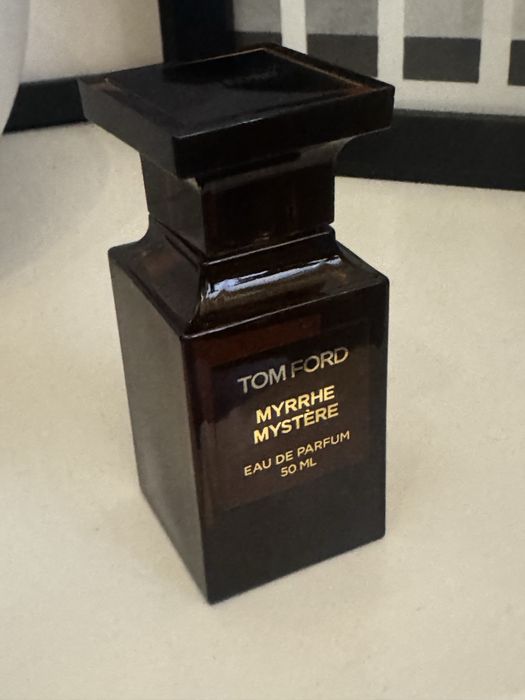 TOM FORD
MYRRHE
MYSTÈRE
EAU DE PARFUM
50 ML